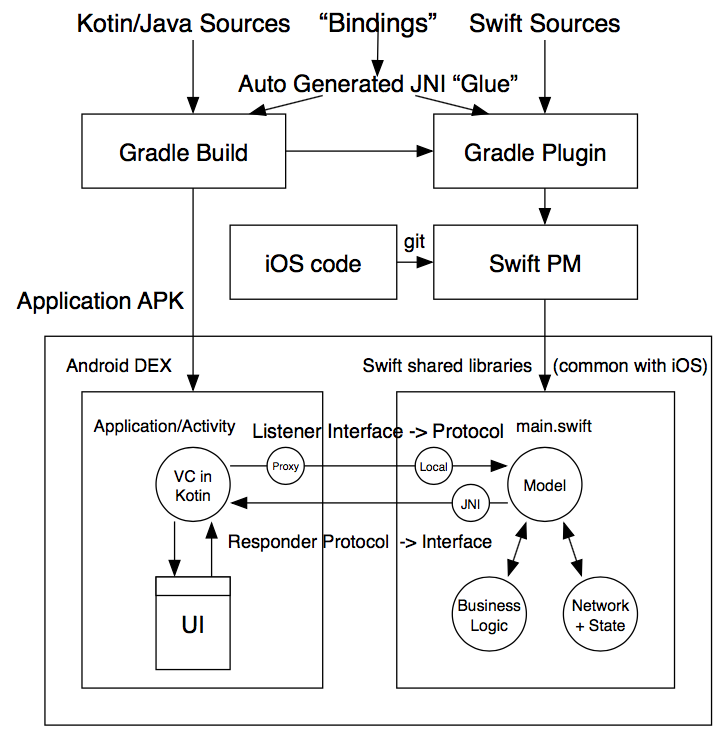 Kotin/Java Sources “Bindings” Swift Sources
Auto Generated JNI “Glue”
Gradle Build
Gradle Plugin
git
iOS code
Swift PM
Application APK
Android DEX
Swift shared libraries (common with iOS)
Application/Activity
main.swift
Listener Interface -> Protocol
Proxy
Local
VC in
Kotin
Model
JNI
Responder Protocol -> Interface
UI
Business
Logic
Network
+ State